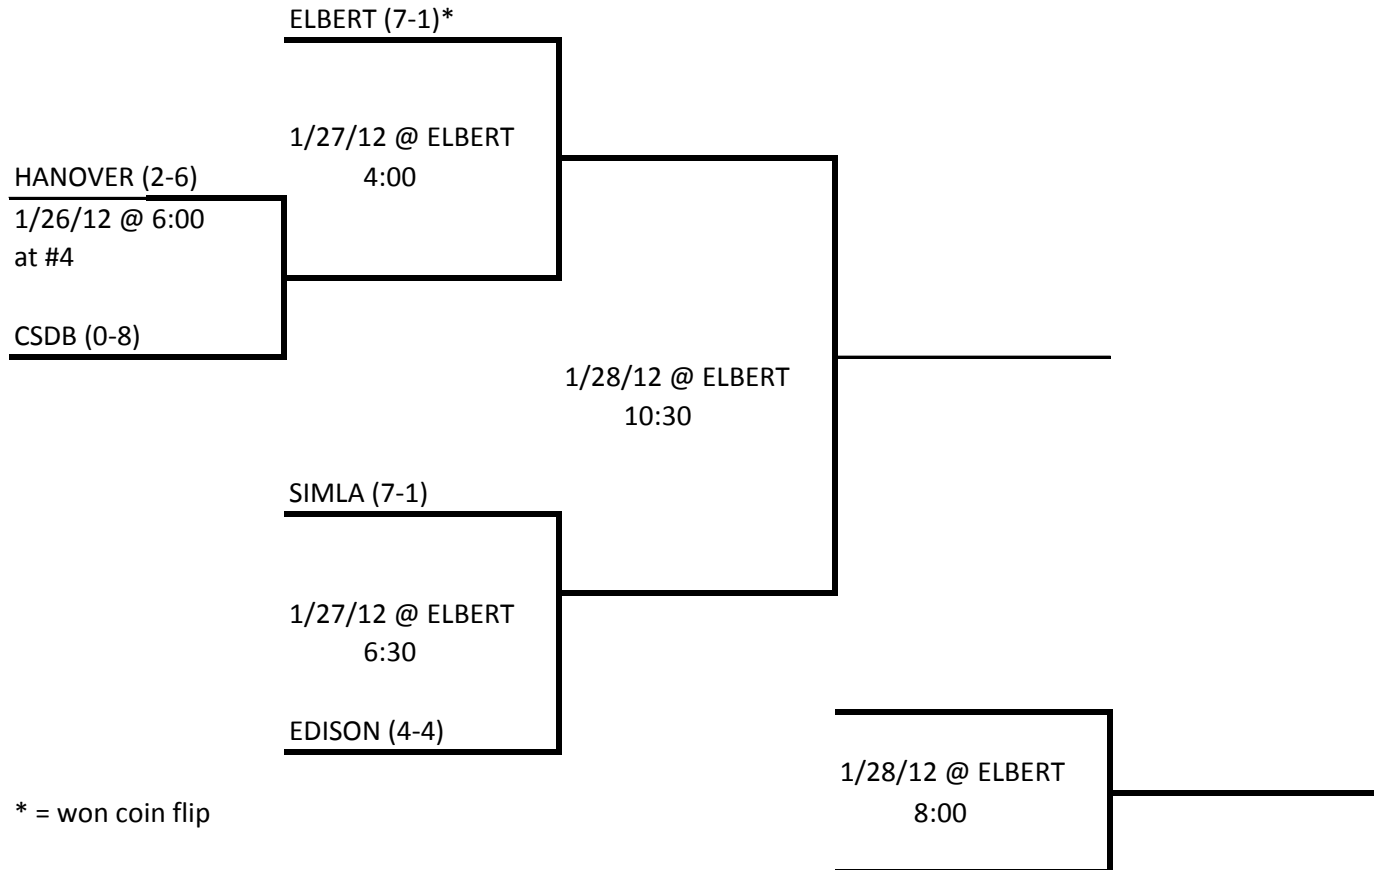 ELBERT (7-1)*
1/27/12 @ ELBERT
4:00
HANOVER (2-6)
1/26/12 @ 6:00
at #4
CSDB (0-8)
1/28/12 @ ELBERT
10:30
SIMLA (7-1)
1/27/12 @ ELBERT
6:30
EDISON (4-4)
1/28/12 @ ELBERT
8:00
* = won coin flip